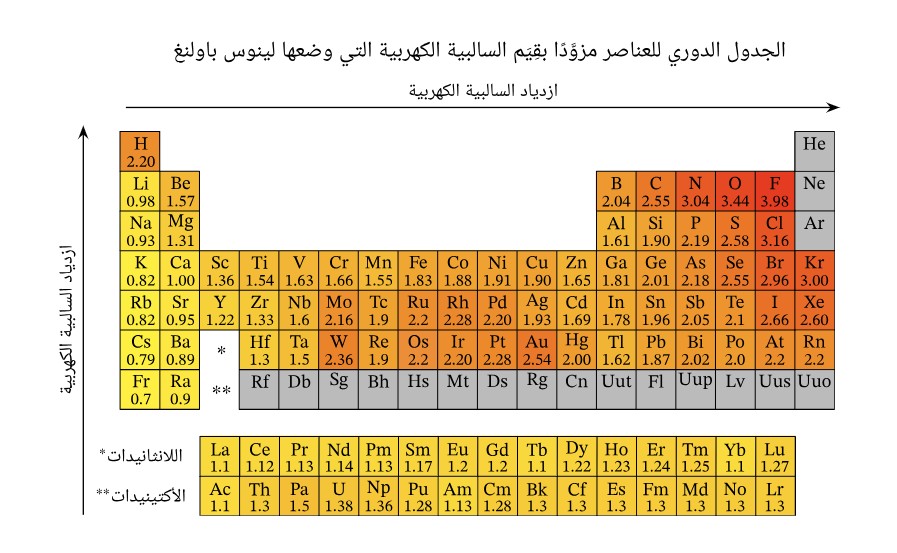 الجدول الدوري للعناصر مزوَّدًا بقِيَم السالبية الكهربية التي وضعها لينوس باولنغ
ازدياد السالبية الكهربية
ازدياد السالبية الكهربية
H He
2.20
Li Be B C N O F Ne
0.98 1.57 2.04 2.55 3.04 3.44 3.98
Na Mg Al Si P S Cl Ar
0.93 1.31 1.61 1.90 2.19 2.58 3.16
K Ca Sc Ti V Cr Mn Fe Co Ni Cu Zn Ga Ge As Se Br Kr
0.82 1.00 1.36 1.54 1.63 1.66 1.55 1.83 1.88 1.91 1.90 1.65 1.81 2.01 2.18 2.55 2.96 3.00
Rb Sr Y Zr Nb Mo Tc Ru Rh Pd Ag Cd In Sn Sb Te I Xe
0.82 0.95 1.22 1.33 1.6 2.16 1.9 2.2 2.28 2.20 1.93 1.69 1.78 1.96 2.05 2.1 2.66 2.60
Cs Ba * Hf Ta W Re Os Ir Pt Au Hg Tl Pb Bi Po At Rn
0.79 0.89 1.3 1.5 2.36 1.9 2.2 2.20 2.28 2.54 2.00 1.62 1.87 2.02 2.0 2.2 2.2
Fr Ra ** Rf Db Sg Bh Hs Mt Ds Rg Cn Uut Fl Uup Lv Uus Uuo
0.7 0.9
*اللانثانيدات La Ce Pr Nd Pm Sm Eu Gd Tb Dy Ho Er Tm Yb Lu
1.1 1.12 1.13 1.14 1.13 1.17 1.2 1.2 1.1 1.22 1.23 1.24 1.25 1.1 1.27
**الأكتينيدات Ac Th Pa U Np Pu Am Cm Bk Cf Es Fm Md No Lr
1.1 1.3 1.5 1.38 1.36 1.28 1.13 1.28 1.3 1.3 1.3 1.3 1.3 1.3 1.3